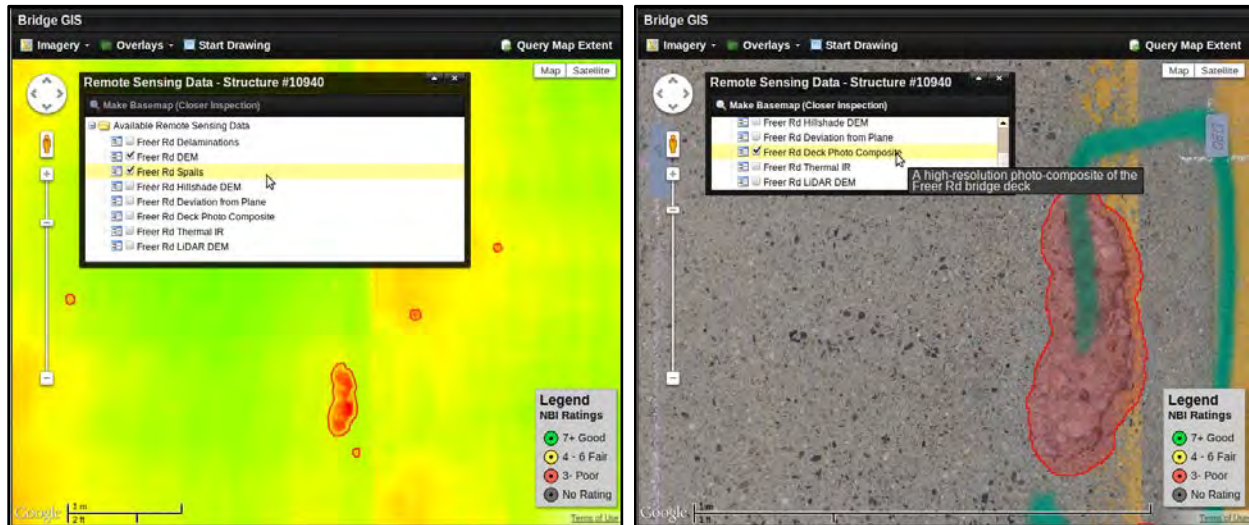 Bridge GIS
Imagery - Overlays - Start Drawing Query Map Extent
Map Satellite
Remote Sensing Data - Structure #10940
Make Basemap (Closer Inspection)
Available Remote Sensing Data
Freer Rd Delaminations
Freer Rd DEM
Freer Rd Spalls
Freer Rd Hillshade DEM
Freer Rd Deviation from Plane
Freer Rd Deck Photo Composite
Freer Rd Thermal IR
Freer Rd LiDAR DEM
Legend
NBI Ratings
7+ Good
4 - 6 Fair
3- Poor
No Rating
Google
1 m
2 ft
Terms of Use
Bridge GIS
Imagery - Overlays - Start Drawing Query Map Extent
Map Satellite
Remote Sensing Data - Structure #10940
Make Basemap (Closer Inspection)
Freer Rd Hillshade DEM
Freer Rd Deviation from Plane
Freer Rd Deck Photo Composite
Freer Rd Thermal IR
Freer Rd LiDAR DEM
A high-resolution photo-composite of the
Freer Rd bridge deck
Legend
NBI Ratings
7+ Good
4 - 6 Fair
3- Poor
No Rating
Google
1 m
1 ft
Terms of Use